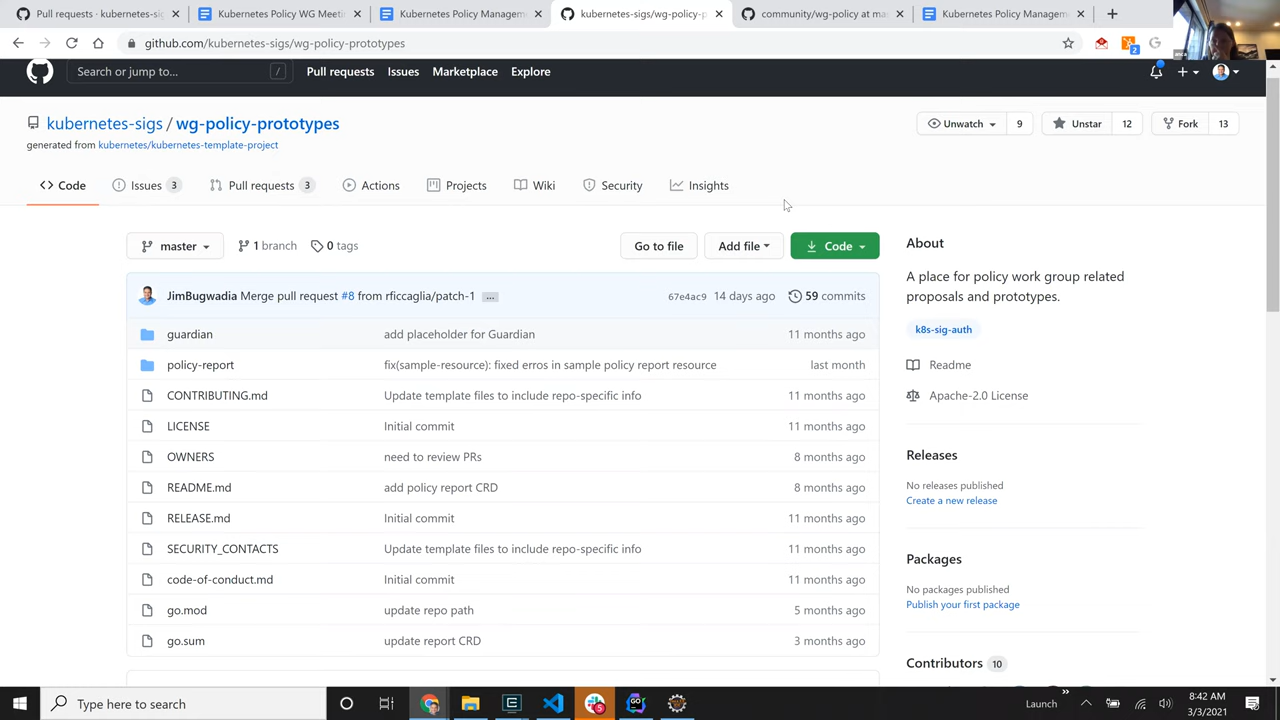 Pull requests · kubernetes-sig
Kubernetes Policy WG Meetin
Kubernetes Policy Managem
kubernetes-sigs/wg-policy-p
community/wg-policy at mas
Kubernetes Policy Managem
github.com/kubernetes-sigs/wg-policy-prototypes
2
Search or jump to...
/
Pull requests
Issues
Marketplace
Explore
kubernetes-sigs / wg-policy-prototypes
Unwatch 9
Unstar 12
Fork 13
generated from kubernetes/kubernetes-template-project
Code
Issues 3
Pull requests 3
Actions
Projects
Wiki
Security
Insights
master
1 branch
0 tags
Go to file
Add file
Code
JimBugwadia Merge pull request #8 from rficcaglia/patch-1 ...
67e4ac9 14 days ago
59 commits
guardian add placeholder for Guardian 11 months ago
policy-report fix(sample-resource): fixed erros in sample policy report resource last month
CONTRIBUTING.md Update template files to include repo-specific info 11 months ago
LICENSE Initial commit 11 months ago
OWNERS need to review PRs 8 months ago
README.md add policy report CRD 8 months ago
RELEASE.md Initial commit 11 months ago
SECURITY_CONTACTS Update template files to include repo-specific info 11 months ago
code-of-conduct.md Initial commit 11 months ago
go.mod update repo path 5 months ago
go.sum update report CRD 3 months ago
About
A place for policy work group related
proposals and prototypes.
k8s-sig-auth
Readme
Apache-2.0 License
Releases
No releases published
Create a new release
Packages
No packages published
Publish your first package
Contributors 10
Type here to search
5
GO
Launch
»
8:42 AM
3/3/2021